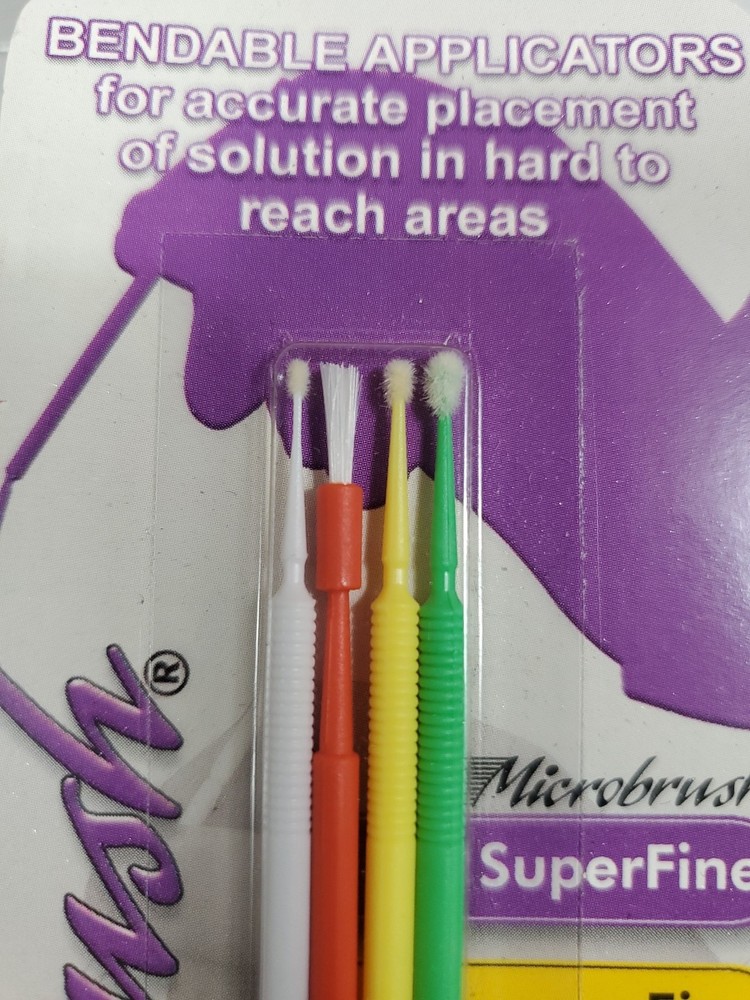 BENDABLE APPLICATORS
for accurate placement
of solution in hard to
reach areas
®
Microbrush
SuperFine